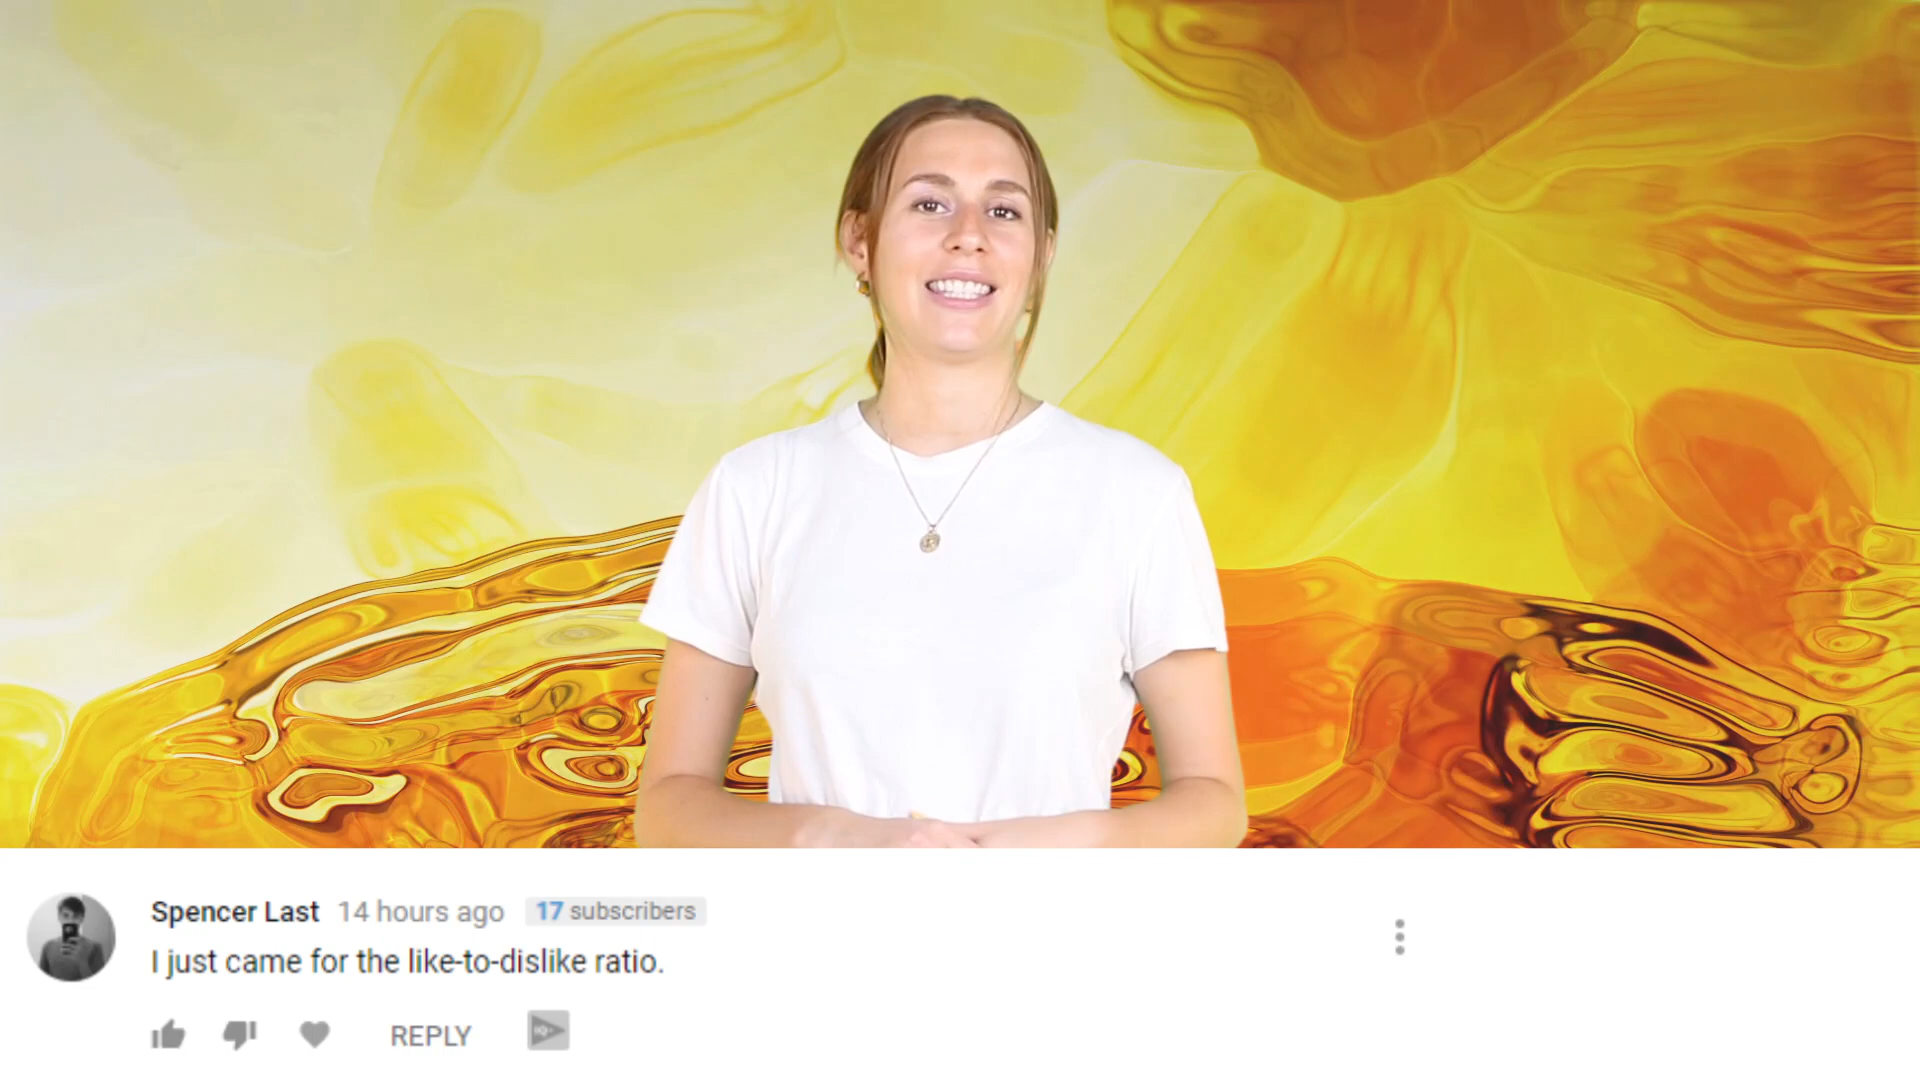 Spencer Last 14 hours ago 17 subscribers
I just came for the like-to-dislike ratio.
REPLY